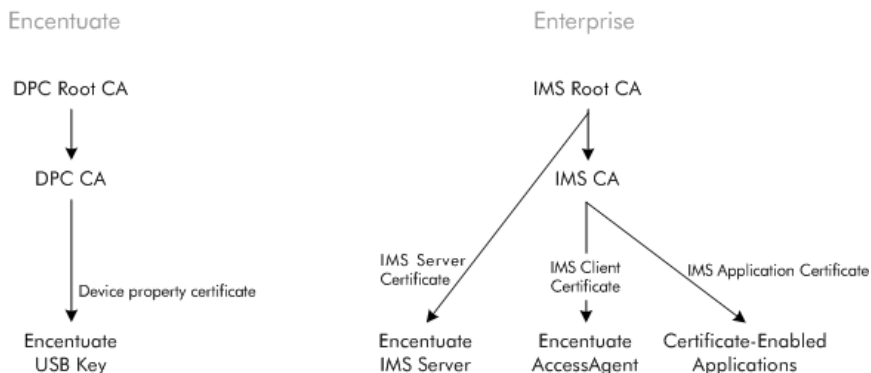 Encentuate
Enterprise
DPC Root CA
IMS Root CA
DPC CA
IMS CA
IMS Server
Certificate
IMS Client
Certificate
IMS Application Certificate
Device property certificate
Encentuate
USB Key
Encentuate
IMS Server
Encentuate
AccessAgent
Certificate-Enabled
Applications